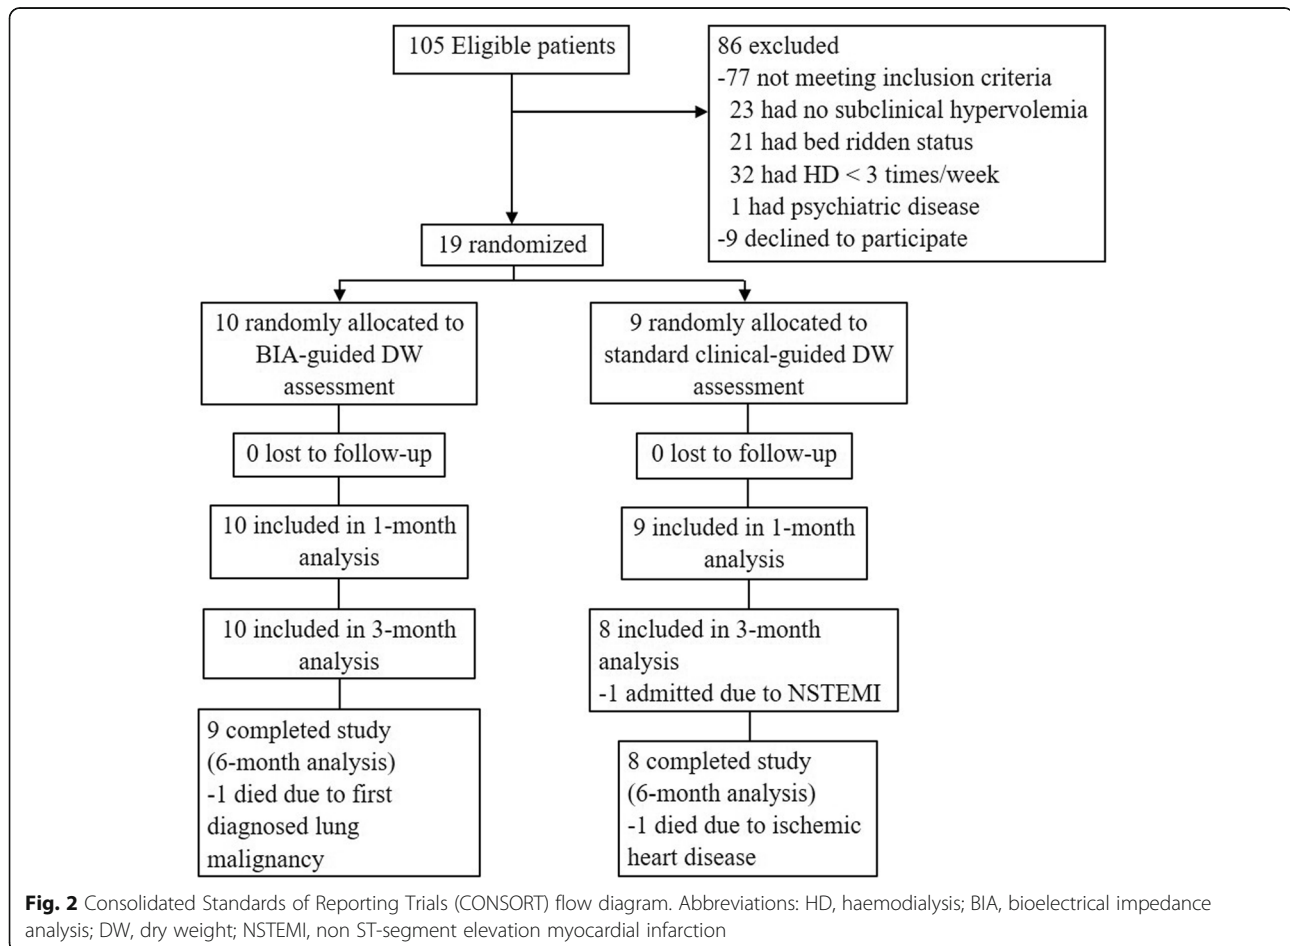 105 Eligible patients
86 excluded
-77 not meeting inclusion criteria
23 had no subclinical hypervolemia
21 had bed ridden status
32 had HD < 3 times/week
1 had psychiatric disease
-9 declined to participate
19 randomized
10 randomly allocated to
BIA-guided DW
assessment
9 randomly allocated to
standard clinical-guided DW
assessment
0 lost to follow-up
0 lost to follow-up
10 included in 1-month
analysis
9 included in 1-month
analysis
10 included in 3-month
analysis
8 included in 3-month
analysis
-1 admitted due to NSTEMI
9 completed study
(6-month analysis)
-1 died due to first
diagnosed lung
malignancy
8 completed study
(6-month analysis)
-1 died due to ischemic
heart disease
Fig. 2 Consolidated Standards of Reporting Trials (CONSORT) flow diagram. Abbreviations: HD, haemodialysis; BIA, bioelectrical impedance
analysis; DW, dry weight; NSTEMI, non ST-segment elevation myocardial infarction